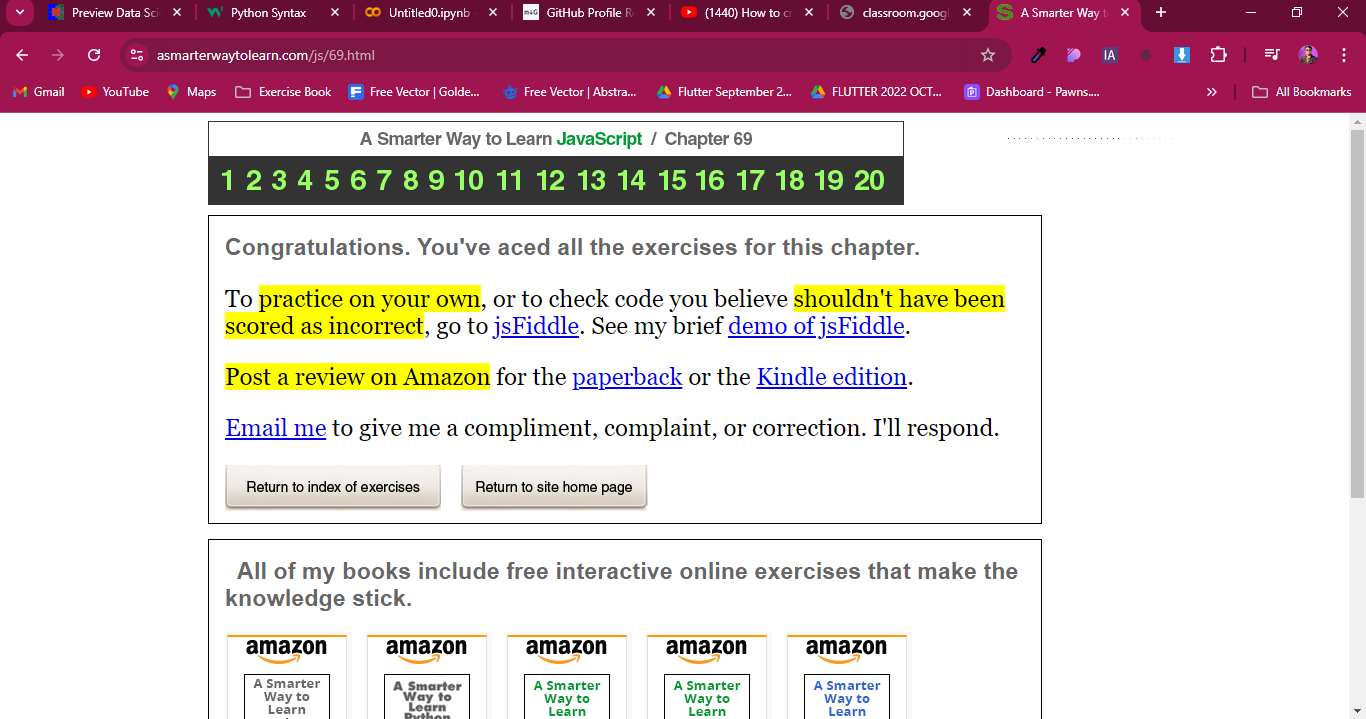 Preview Data Sci
Python Syntax
Untitled0.ipynb
GitHub Profile R
(1440) How to c
classroom.googl
A Smarter Way t
asmarterwaytolearn.com/js/69.html
IA
Gmail
YouTube
Maps
Exercise Book
Free Vector | Golde...
Free Vector | Abstra...
Flutter September 2...
FLUTTER 2022 OCT...
Dashboard - Pawns....
All Bookmarks
A Smarter Way to Learn JavaScript / Chapter 69
1 2 3 4 5 6 7 8 9 10 11 12 13 14 15 16 17 18 19 20
Congratulations. You've aced all the exercises for this chapter.
To practice on your own, or to check code you believe shouldn't have been
scored as incorrect, go to jsFiddle. See my brief demo of jsFiddle.
Post a review on Amazon for the paperback or the Kindle edition.
Email me to give me a compliment, complaint, or correction. I'll respond.
Return to index of exercises
Return to site home page
All of my books include free interactive online exercises that make the
knowledge stick.
amazon amazon amazon amazon amazon
A Smarter A Smarter A Smarter A Smarter A Smarter
Way to Way to Way to Way to Way to
Learn Learn Learn Learn Learn
Python